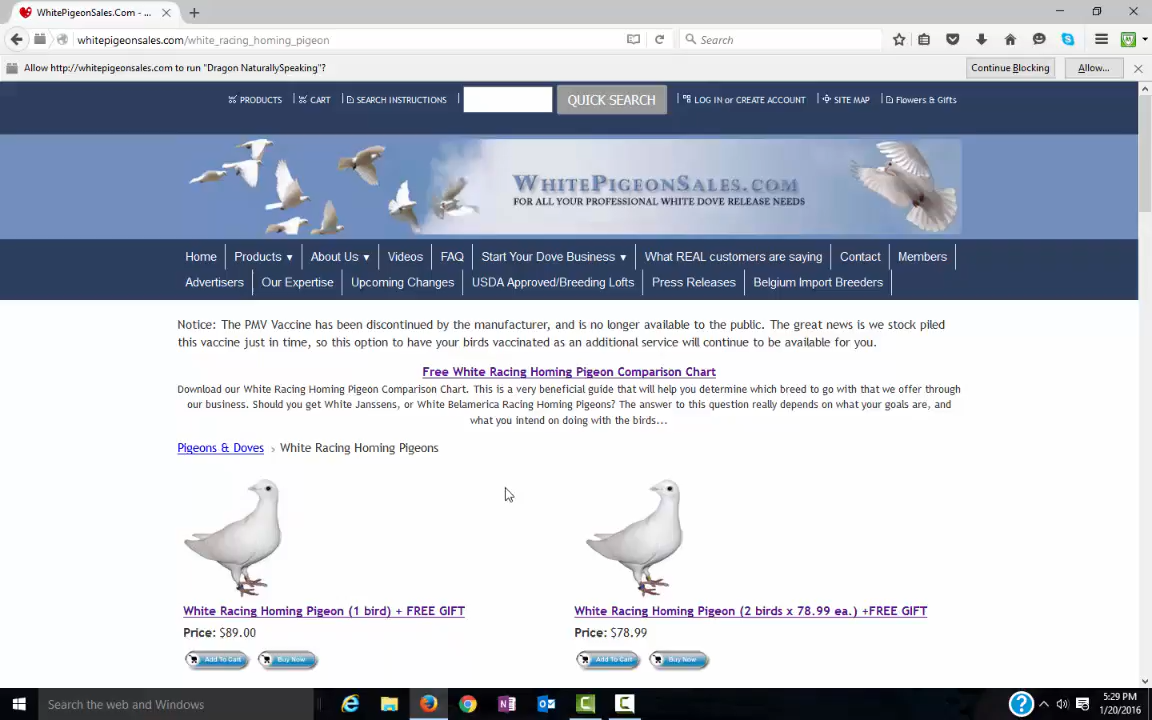 WhitePigeonSales.Com - ...
whitepigeonsales.com/white_racing_homing_pigeon
Search
Allow http://whitepigeonsales.com to run "Dragon NaturallySpeaking"?
Continue Blocking
Allow...
PRODUCTS
CART
SEARCH INSTRUCTIONS
QUICK SEARCH
LOG IN or CREATE ACCOUNT
SITE MAP
Flowers & Gifts
WHITEPIGEONSALES.COM
FOR ALL YOUR PROFESSIONAL WHITE DOVE RELEASE NEEDS
Home Products ▼ About Us ▼ Videos FAQ Start Your Dove Business ▼ What REAL customers are saying Contact Members
Advertisers Our Expertise Upcoming Changes USDA Approved/Breeding Lofts Press Releases Belgium Import Breeders
Notice: The PMV Vaccine has been discontinued by the manufacturer, and is no longer available to the public. The great news is we stock piled
this vaccine just in time, so this option to have your birds vaccinated as an additional service will continue to be available for you.
Free White Racing Homing Pigeon Comparison Chart
Download our White Racing Homing Pigeon Comparison Chart. This is a very beneficial guide that will help you determine which breed to go with that we offer through
our business. Should you get White Janssens, or White Belamerica Racing Homing Pigeons? The answer to this question really depends on what your goals are, and
what you intend on doing with the birds...
Pigeons & Doves › White Racing Homing Pigeons
White Racing Homing Pigeon (1 bird) + FREE GIFT
Price: $89.00
Add To Cart Buy Now
White Racing Homing Pigeon (2 birds x 78.99 ea.) +FREE GIFT
Price: $78.99
Add To Cart Buy Now
Search the web and Windows
5:29 PM
1/20/2016